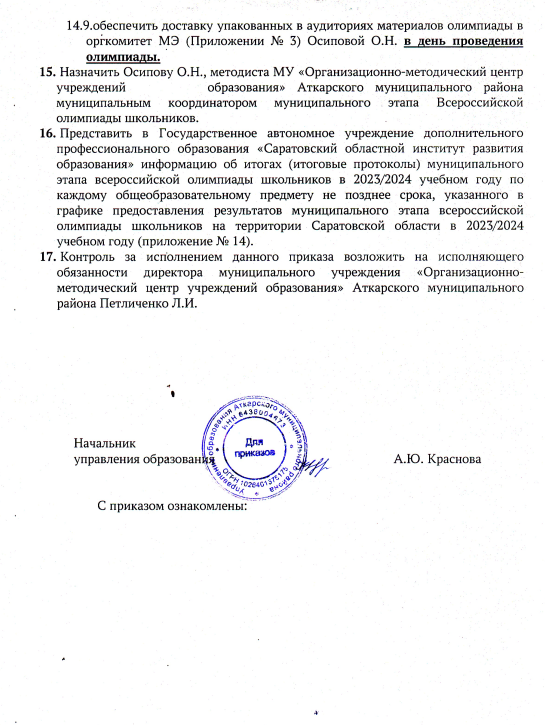 14.9.обеспечить доставку упакованных в аудиториях материалов олимпиады в
оргкомитет МЭ (Приложении № 3) Осиповой О.Н. в день проведения
олимпиады.
15. Назначить Осипову О.Н., методиста МУ «Организационно-методический центр
учреждений образования» Аткарского муниципального района
муниципальным координатором муниципального этапа Всероссийской
олимпиады школьников.
16. Представить в Государственное автономное учреждение дополнительного
профессионального образования «Саратовский областной институт развития
образования» информацию об итогах (итоговые протоколы) муниципального
этапа всероссийской олимпиады школьников в 2023/2024 учебном году по
каждому общеобразовательному предмету не позднее срока, указанного в
графике предоставления результатов муниципального этапа всероссийской
олимпиады школьников на территории Саратовской области в 2023/2024
учебном году (приложение № 14).
17. Контроль за исполнением данного приказа возложить на исполняющего
обязанности директора муниципального учреждения «Организационно-
методический центр учреждений образования» Аткарского муниципального
района Петличенко Л.И.
Начальник
управления образования
А.Ю. Краснова
Управление образования Аткарского муниципального района
ИНН 6438004673
Для
приказов
ОГРН 1026401375175
С приказом ознакомлены: